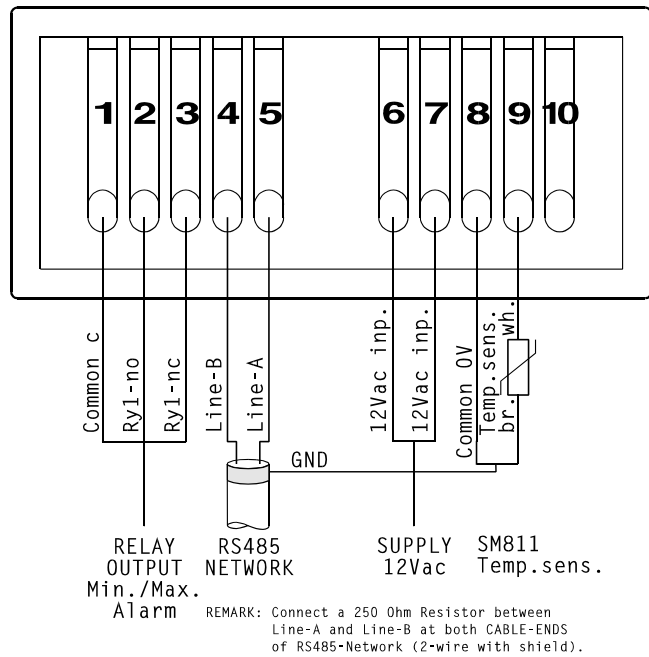 1 2 3 4 5 6 7 8 9 10
Common c
Ry1-no
Ry1-nc
Line-B
Line-A
12Vac inp.
12Vac inp.
Common 0V
Temp.sens.
br. wh.
GND
RELAY
OUTPUT
Min./Max.
Alarm
RS485
NETWORK
SUPPLY
12Vac
SM811
Temp.sens.
REMARK: Connect a 250 Ohm Resistor between
Line-A and Line-B at both CABLE-ENDS
of RS485-Network (2-wire with shield).